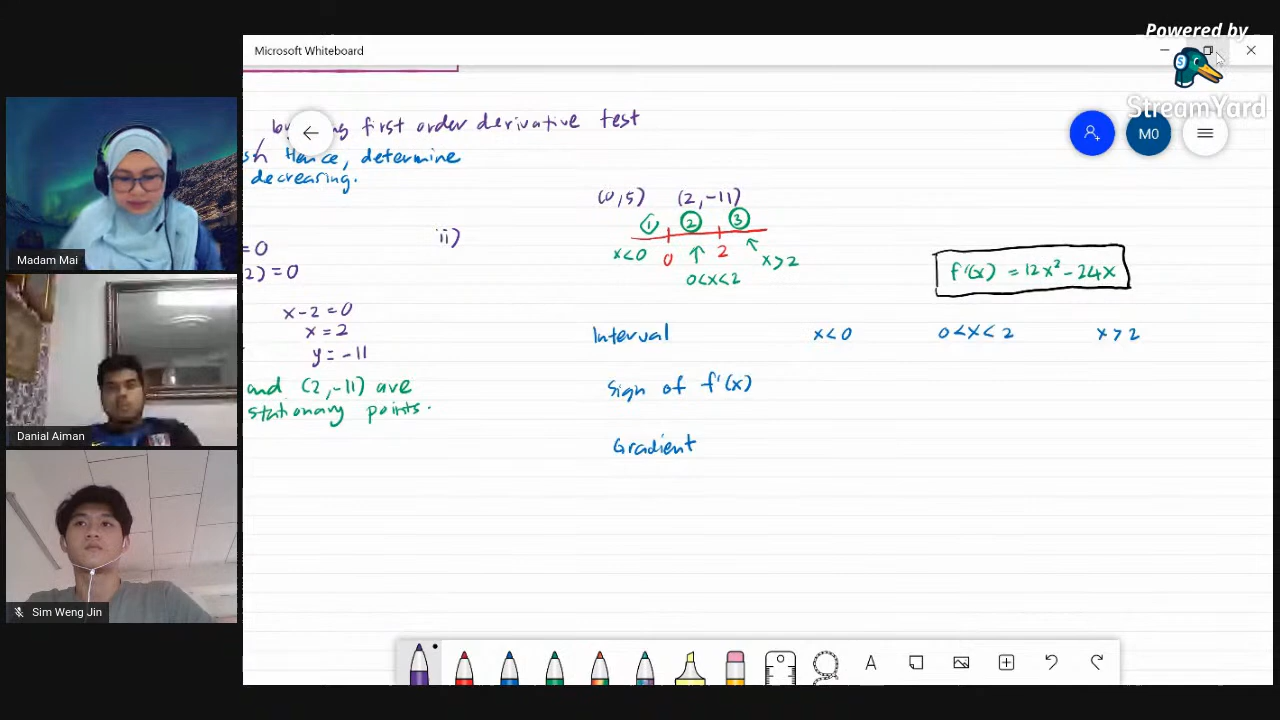 Powered by
StreamYard
Microsoft Whiteboard
first order derivative test
Hence, determine
decreasing.
(0,5) (2,-11)
1 2 3
x<0 0 2 x>2
0<x<2
=0
2) = 0
ii)
x-2=0
x=2
y=-11
and (2,-11) are
stationary points.
f'(x) = 12x² - 24x
Interval x<0 0<x<2 x>2
Sign of f'(x)
Gradient
M0
Madam Mai
Danial Aiman
Sim Weng Jin
A